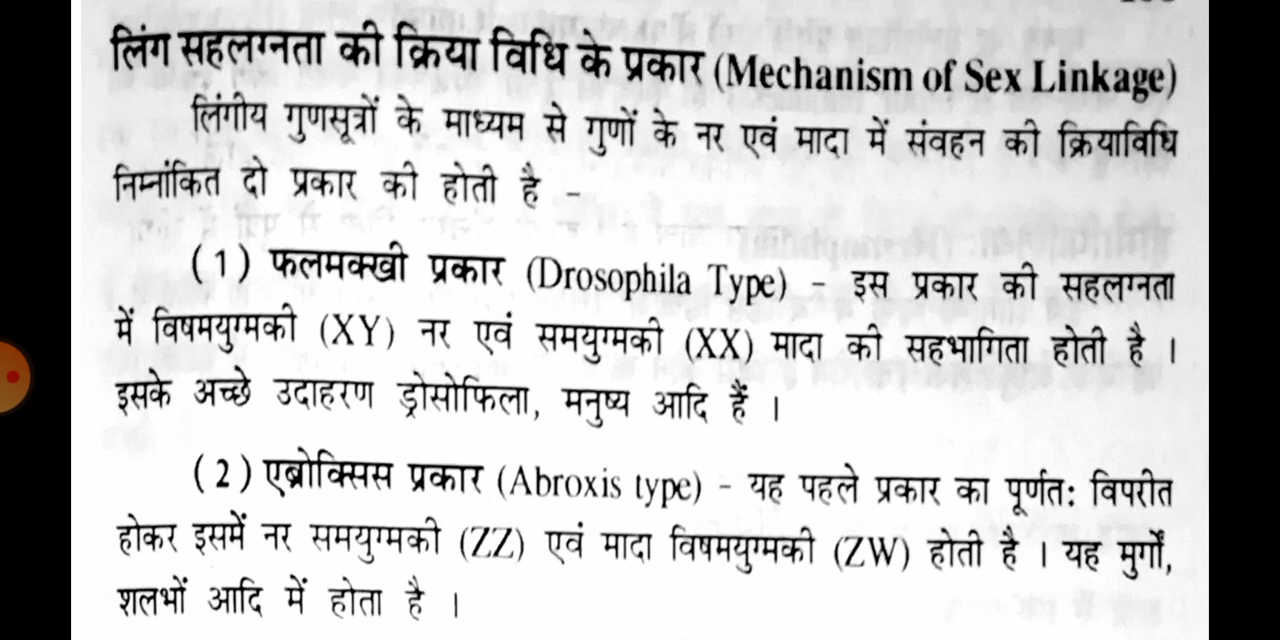 लिंग सहलग्नता की क्रिया विधि के प्रकार (Mechanism of Sex Linkage)
लिंगीय गुणसूत्रों के माध्यम से गुणों के नर एवं मादा में संवहन की क्रियाविधि
निम्नांकित दो प्रकार की होती है -
(1) फलमक्खी प्रकार (Drosophila Type) - इस प्रकार की सहलग्नता
में विषमयुग्मकी (XY) नर एवं समयुग्मकी (XX) मादा की सहभागिता होती है ।
इसके अच्छे उदाहरण ड्रोसोफिला, मनुष्य आदि हैं ।
(2) एब्रोक्सिस प्रकार (Abroxis type) - यह पहले प्रकार का पूर्णतः विपरीत
होकर इसमें नर समयुग्मकी (ZZ) एवं मादा विषमयुग्मकी (ZW) होती है । यह मुर्गों,
शलभों आदि में होता है ।